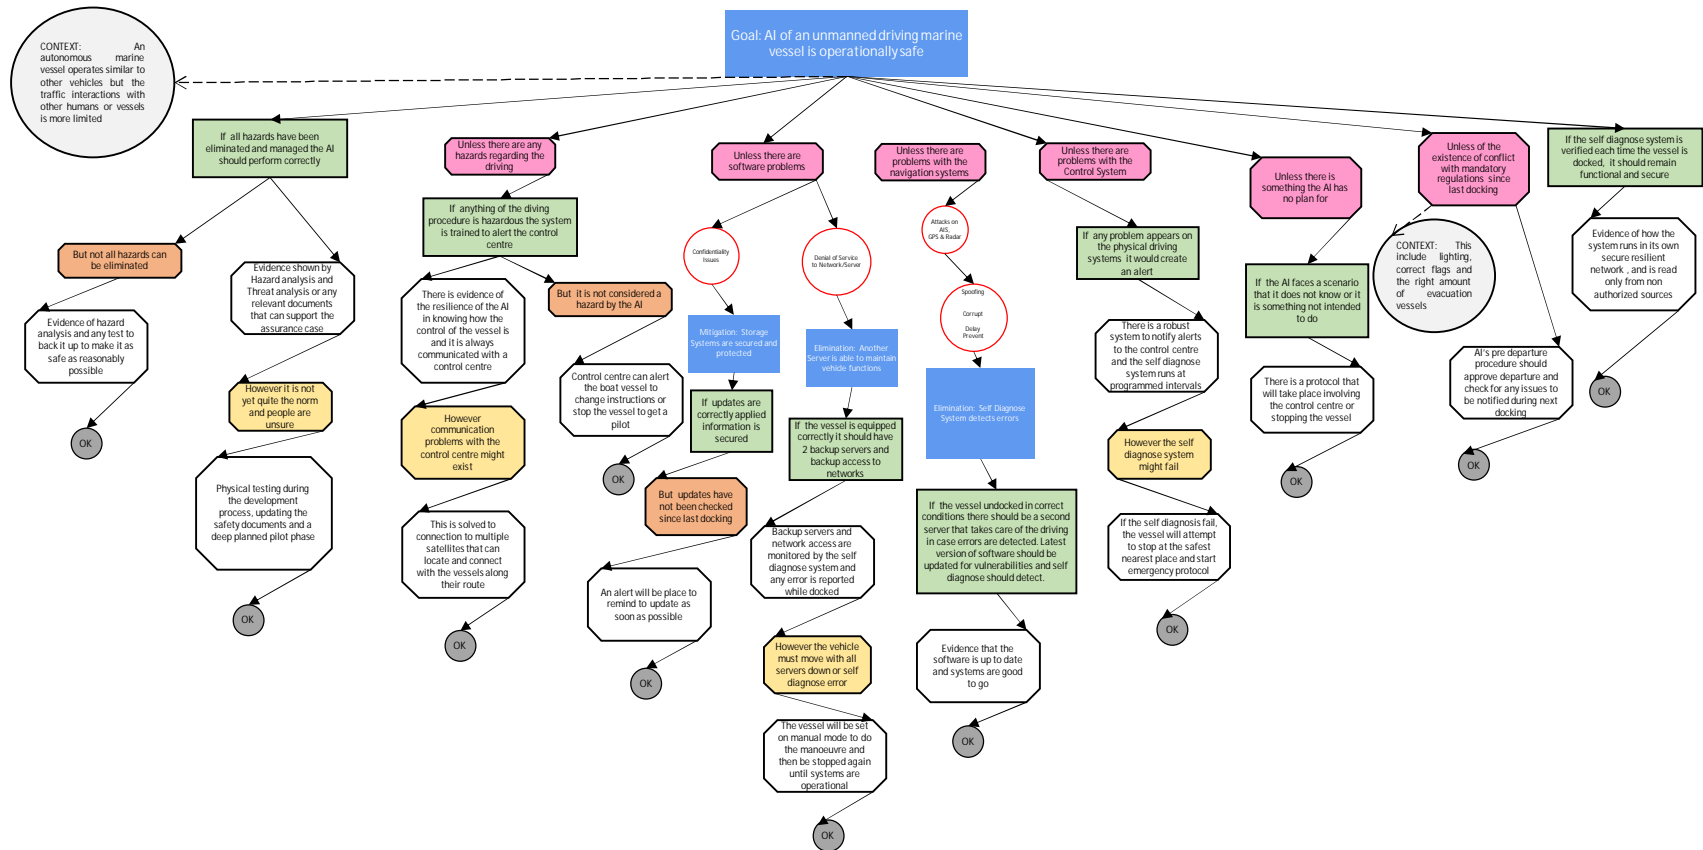 Goal: AI of an unmanned driving marine
vessel is operationally safe
CONTEXT: An
autonomous marine
vessel operates similar to
other vehicles but the
traffic interactions with
other humans or vessels
is more limited
If all hazards have been
eliminated and managed the AI
should perform correctly
But not all hazards can
be eliminated
Evidence of hazard
analysis and any test to
back it up to make it as
safe as reasonably
possible
OK
Evidence shown by
Hazard analysis and
Threat analysis or any
relevant documents
that can support the
assurance case
However it is not
yet quite the norm
and people are
unsure
Physical testing during
the development
process, updating the
safety documents and a
deep planned pilot phase
OK
Unless there are any
hazards regarding the
driving
If anything of the diving
procedure is hazardous the system
is trained to alert the control
centre
There is evidence of
the resilience of the AI
in knowing how the
control of the vessel is
and it is always
communicated with a
control centre
However
communication
problems with the
control centre might
exist
This is solved to
connection to multiple
satellites that can
locate and connect
with the vessels along
their route
OK
But it is not considered a
hazard by the AI
Control centre can alert
the boat vessel to
change instructions or
stop the vessel to get a
pilot
OK
Unless there are
software problems
Confidentiality
Issues
Mitigation: Storage
Systems are secured and
protected
If updates are
correctly applied
information is
secured
But updates have
not been checked
since last docking
An alert will be place to
remind to update as
soon as possible
OK
Denial of Service
to Network/Server
Elimination: Another
Server is able to maintain
vehicle functions
If the vessel is equipped
correctly it should have
2 backup servers and
backup access to
networks
Backup servers and
network access are
monitored by the self
diagnose system and
any error is reported
while docked
However the vehicle
must move with all
servers down or self
diagnose error
The vessel will be set
on manual mode to do
the manoeuvre and
then be stopped again
until systems are
operational
OK
Unless there are
problems with the
navigation systems
Attacks on
AIS,
GPS & Radar
Spoofing
Corrupt
Delay
Prevent
Elimination: Self Diagnose
System detects errors
If the vessel undocked in correct
conditions there should be a second
server that takes care of the driving
in case errors are detected. Latest
version of software should be
updated for vulnerabilities and self
diagnose should detect.
Evidence that the
software is up to date
and systems are good
to go
OK
Unless there are
problems with the
Control System
If any problem appears on
the physical driving
systems it would create
an alert
There is a robust
system to notify alerts
to the control centre
and the self diagnose
system runs at
programmed intervals
However the self
diagnose system
might fail
If the self diagnosis fail,
the vessel will attempt
to stop at the safest
nearest place and start
emergency protocol
OK
Unless there is
something the AI has
no plan for
If the AI faces a scenario
that it does not know or it
is something not intended
to do
There is a protocol that
will take place involving
the control centre or
stopping the vessel
OK
Unless of the
existence of conflict
with mandatory
regulations since
last docking
CONTEXT: This
include lighting,
correct flags and
the right amount
of evacuation
vessels
AI's pre departure
procedure should
approve departure and
check for any issues to
be notified during next
docking
OK
If the self diagnose system is
verified each time the vessel is
docked, it should remain
functional and secure
Evidence of how the
system runs in its own
secure resilient
network , and is read
only from non
authorized sources
OK